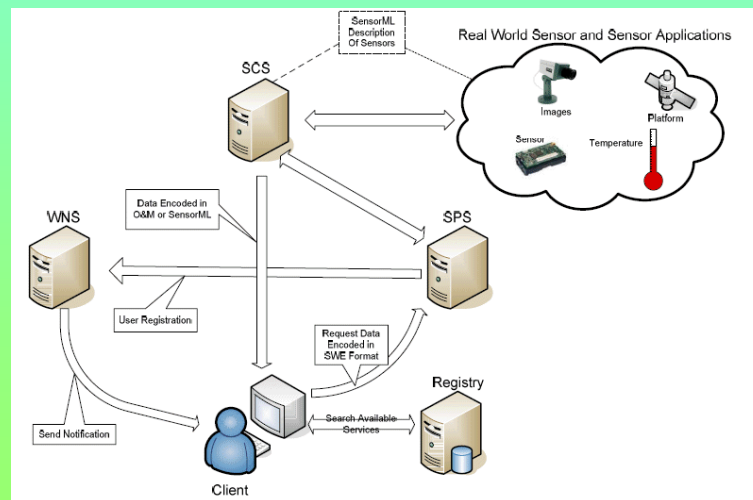 SensorML
Description
Of Sensors
Real World Sensor and Sensor Applications
SCS
Images
Platform
Sensor
Temperature
Data Encoded in
O&M or SensorML
WNS
SPS
User Registration
Request Data
Encoded in
SWE Format
Registry
Send Notification
Search Available
Services
Client